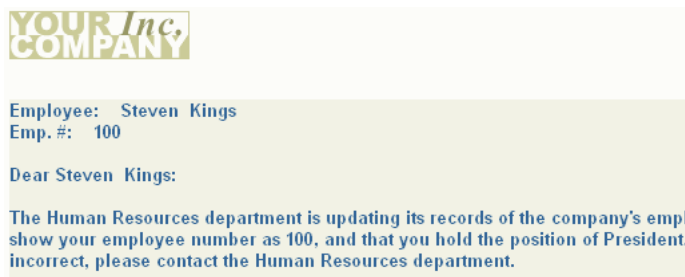 YOUR Inc.
COMPANY
Employee: Steven Kings
Emp. #: 100
Dear Steven Kings:
The Human Resources department is updating its records of the company's empl
show your employee number as 100, and that you hold the position of President.
incorrect, please contact the Human Resources department.